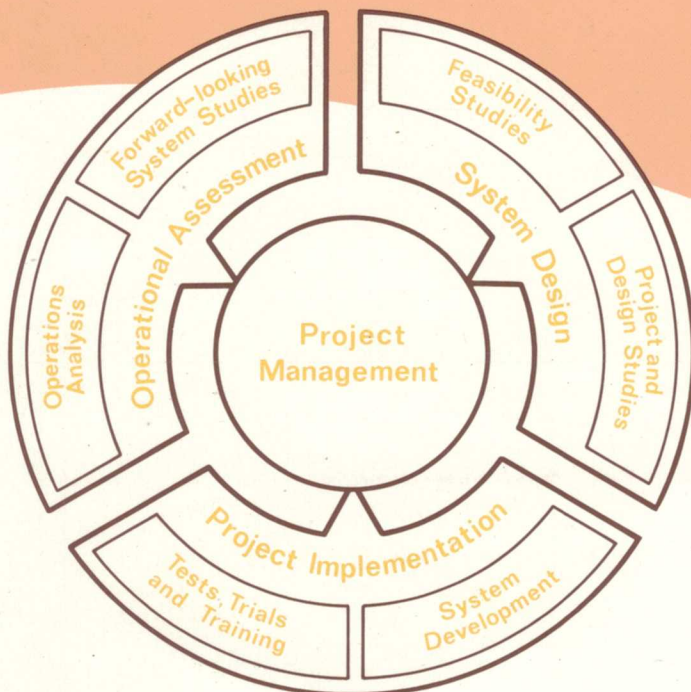 Forward-looking
System Studies
Operational Assessment
Operations
Analysis
Feasibility
Studies
System Design
Project and
Design Studies
Project
Management
Project Implementation
Tests, Trials
and Training
System
Development